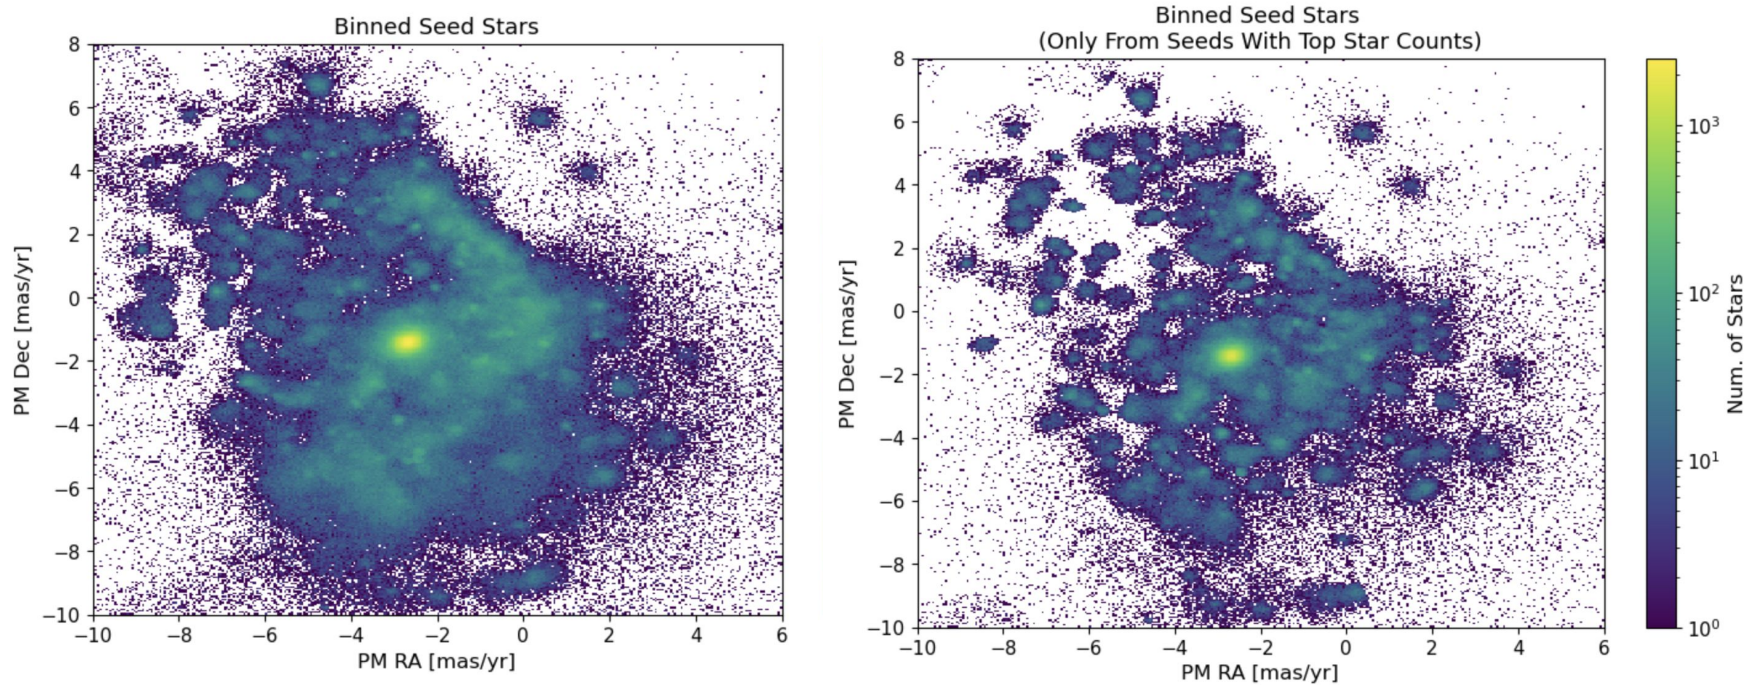 Binned Seed Stars
8
6
4
2
0
−2
−4
−6
−8
−10
PM Dec [mas/yr]
−10 −8 −6 −4 −2 0 2 4 6
PM RA [mas/yr]
Binned Seed Stars
(Only From Seeds With Top Star Counts)
8
6
4
2
0
−2
−4
−6
−8
−10
PM Dec [mas/yr]
−10 −8 −6 −4 −2 0 2 4 6
PM RA [mas/yr]
10³
10²
10¹
10⁰
Num. of Stars